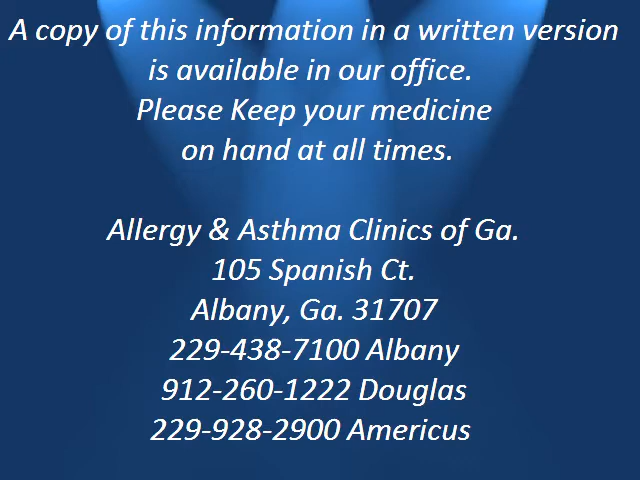 A copy of this information in a written version
is available in our office.
Please Keep your medicine
on hand at all times.
Allergy & Asthma Clinics of Ga.
105 Spanish Ct.
Albany, Ga. 31707
229-438-7100 Albany
912-260-1222 Douglas
229-928-2900 Americus